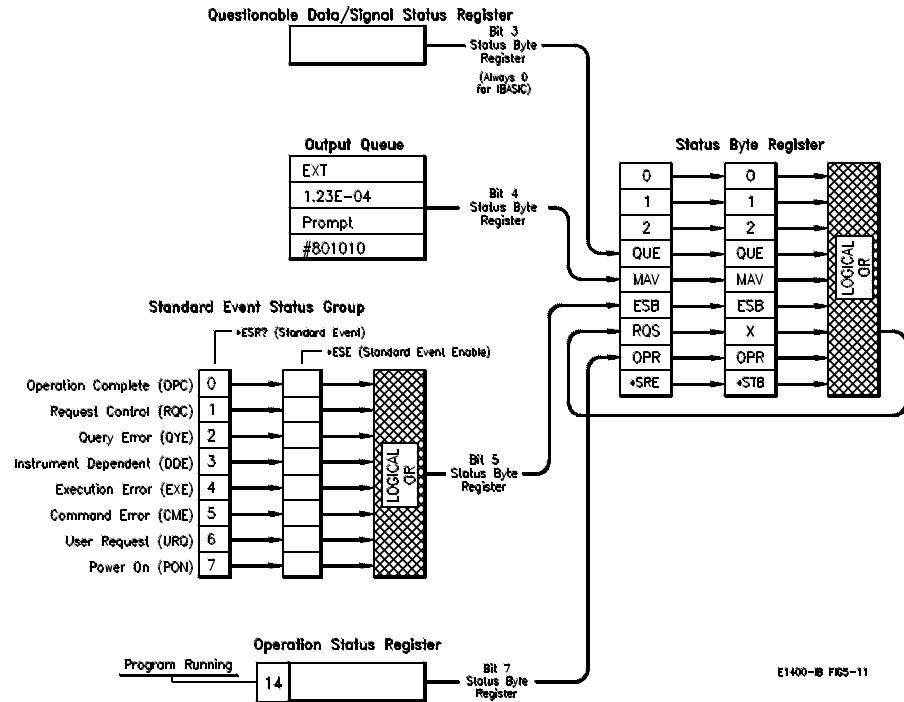 Questionable Data/Signal Status Register
Bit 3
Status Byte
Register
(Always 0
for IBASIC)
Output Queue
EXT
1.23E-04
Prompt
#801010
Bit 4
Status Byte
Register
Status Byte Register
0 0
1 1
2 2
QUE QUE
MAV MAV
ESB ESB
RQS X
OPR OPR
*SRE *STB
LOGICAL
OR
Standard Event Status Group
*ESR? (Standard Event)
*ESE (Standard Event Enable)
Operation Complete (OPC) 0
Request Control (RQC) 1
Query Error (QYE) 2
Instrument Dependent (DDE) 3
Execution Error (EXE) 4
Command Error (CME) 5
User Request (URQ) 6
Power On (PON) 7
LOGICAL
OR
Bit 5
Status Byte
Register
Operation Status Register
Program Running
14
Bit 7
Status Byte
Register
E1400-IB FIG5-11